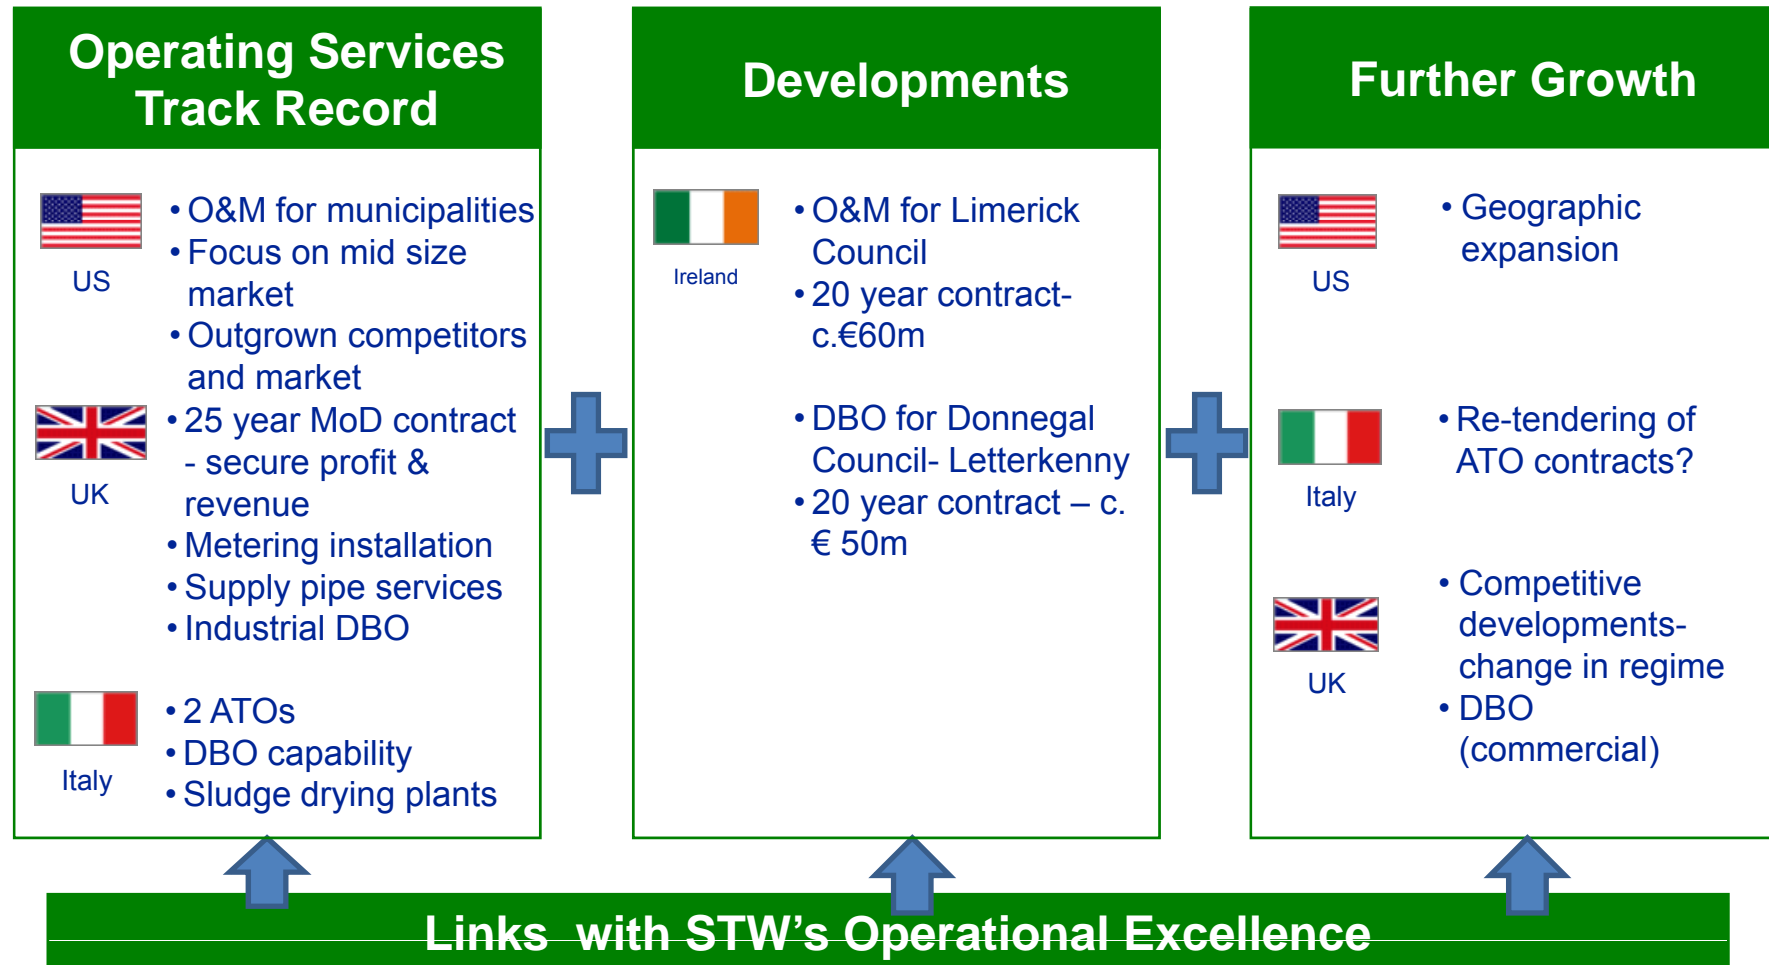 Operating Services
Track Record
US
• O&M for municipalities
• Focus on mid size
market
• Outgrown competitors
and market
UK
• 25 year MoD contract
- secure profit &
revenue
• Metering installation
• Supply pipe services
• Industrial DBO
Italy
• 2 ATOs
• DBO capability
• Sludge drying plants
Developments
Ireland
• O&M for Limerick
Council
• 20 year contract-
c.€60m
• DBO for Donnegal
Council- Letterkenny
• 20 year contract – c.
€ 50m
Further Growth
US
• Geographic
expansion
Italy
• Re-tendering of
ATO contracts?
UK
• Competitive
developments-
change in regime
• DBO
(commercial)
Links with STW's Operational Excellence